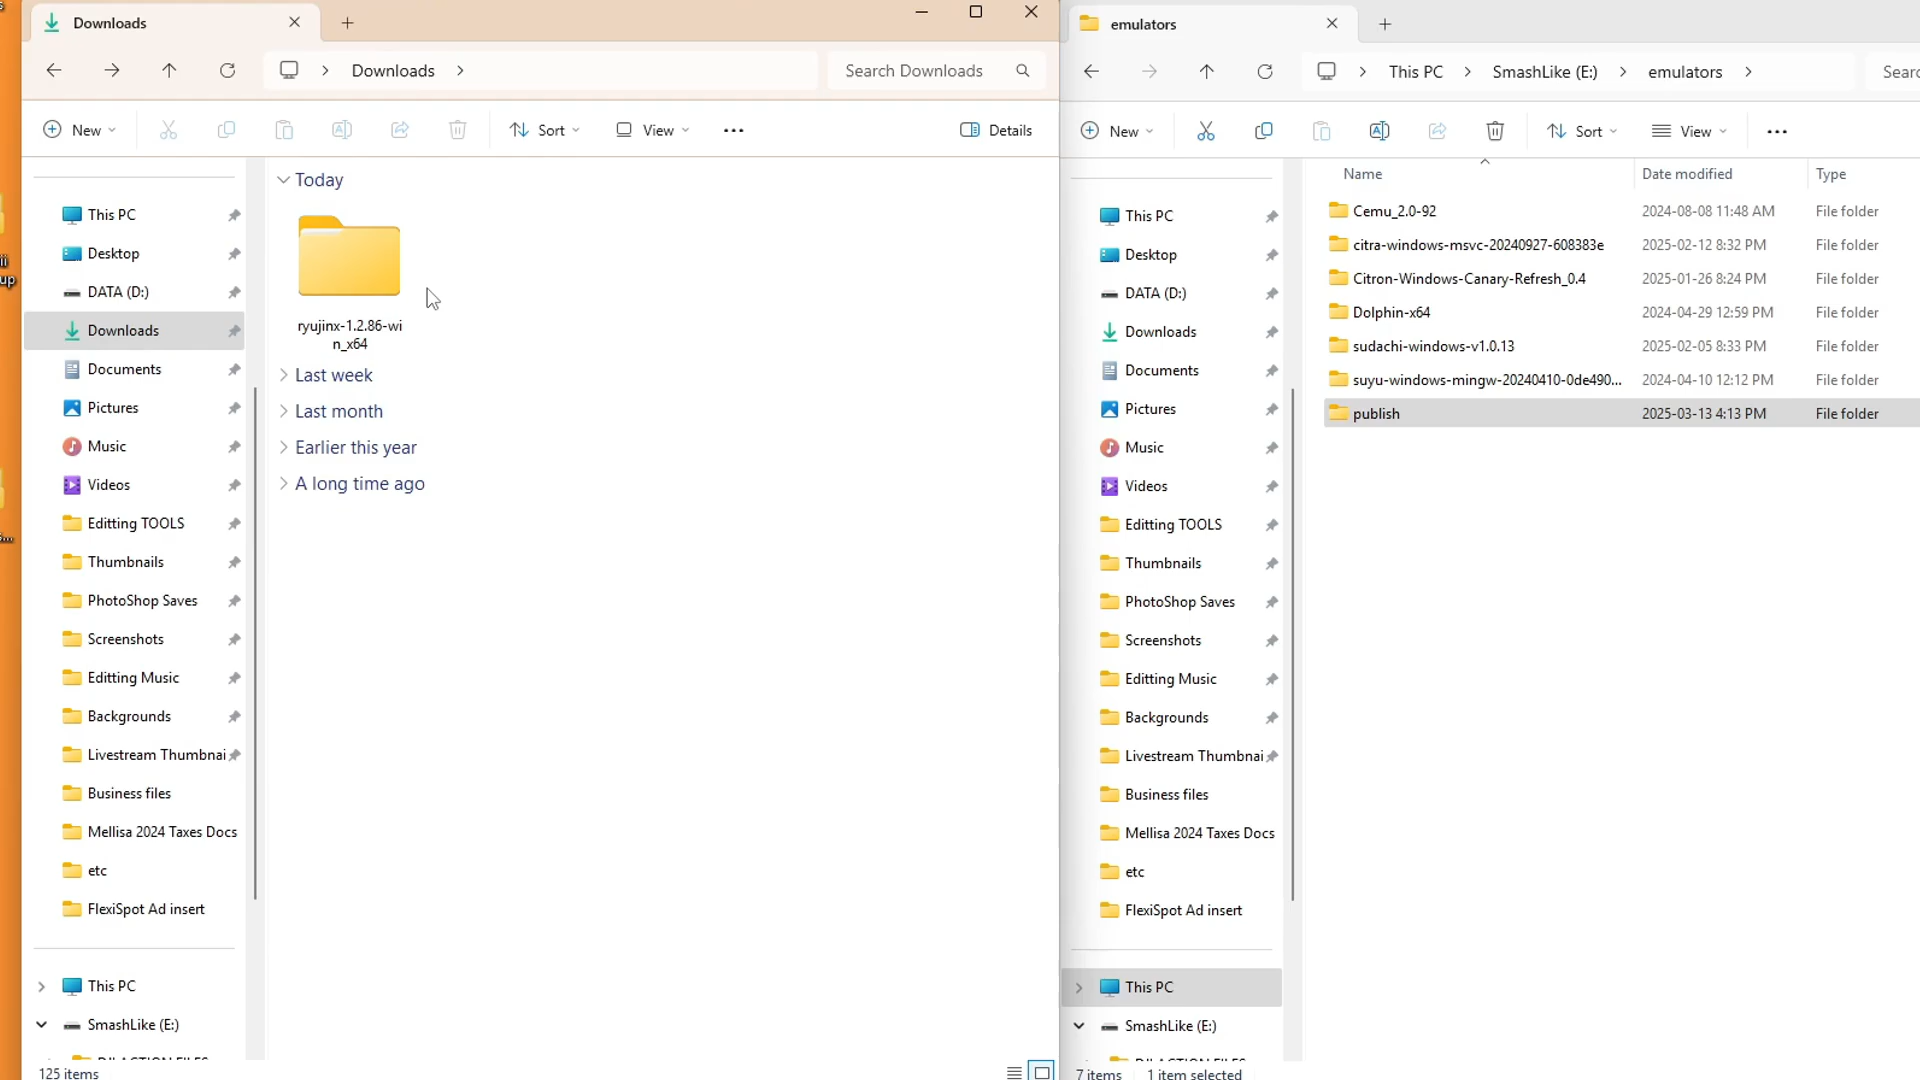 Downloads
Downloads
Search Downloads
New
Sort
View
Details
This PC
Desktop
DATA (D:)
Downloads
Documents
Pictures
Music
Videos
Editting TOOLS
Thumbnails
PhotoShop Saves
Screenshots
Editting Music
Backgrounds
Livestream Thumbnai
Business files
Mellisa 2024 Taxes Docs
etc
FlexiSpot Ad insert
This PC
SmashLike (E:)
125 items
Today
ryujinx-1.2.86-wi
n_x64
Last week
Last month
Earlier this year
A long time ago
emulators
This PC
SmashLike (E:)
emulators
New
Sort
View
This PC
Desktop
DATA (D:)
Downloads
Documents
Pictures
Music
Videos
Editting TOOLS
Thumbnails
PhotoShop Saves
Screenshots
Editting Music
Backgrounds
Livestream Thumbnai
Business files
Mellisa 2024 Taxes Docs
etc
FlexiSpot Ad insert
This PC
SmashLike (E:)
Name Date modified Type
Cemu_2.0-92 2024-08-08 11:48 AM File folder
citra-windows-msvc-20240927-608383e 2025-02-12 8:32 PM File folder
Citron-Windows-Canary-Refresh_0.4 2025-01-26 8:24 PM File folder
Dolphin-x64 2024-04-29 12:59 PM File folder
sudachi-windows-v1.0.13 2025-02-05 8:33 PM File folder
suyu-windows-mingw-20240410-0de490... 2024-04-10 12:12 PM File folder
publish 2025-03-13 4:13 PM File folder
7 items 1 item selected